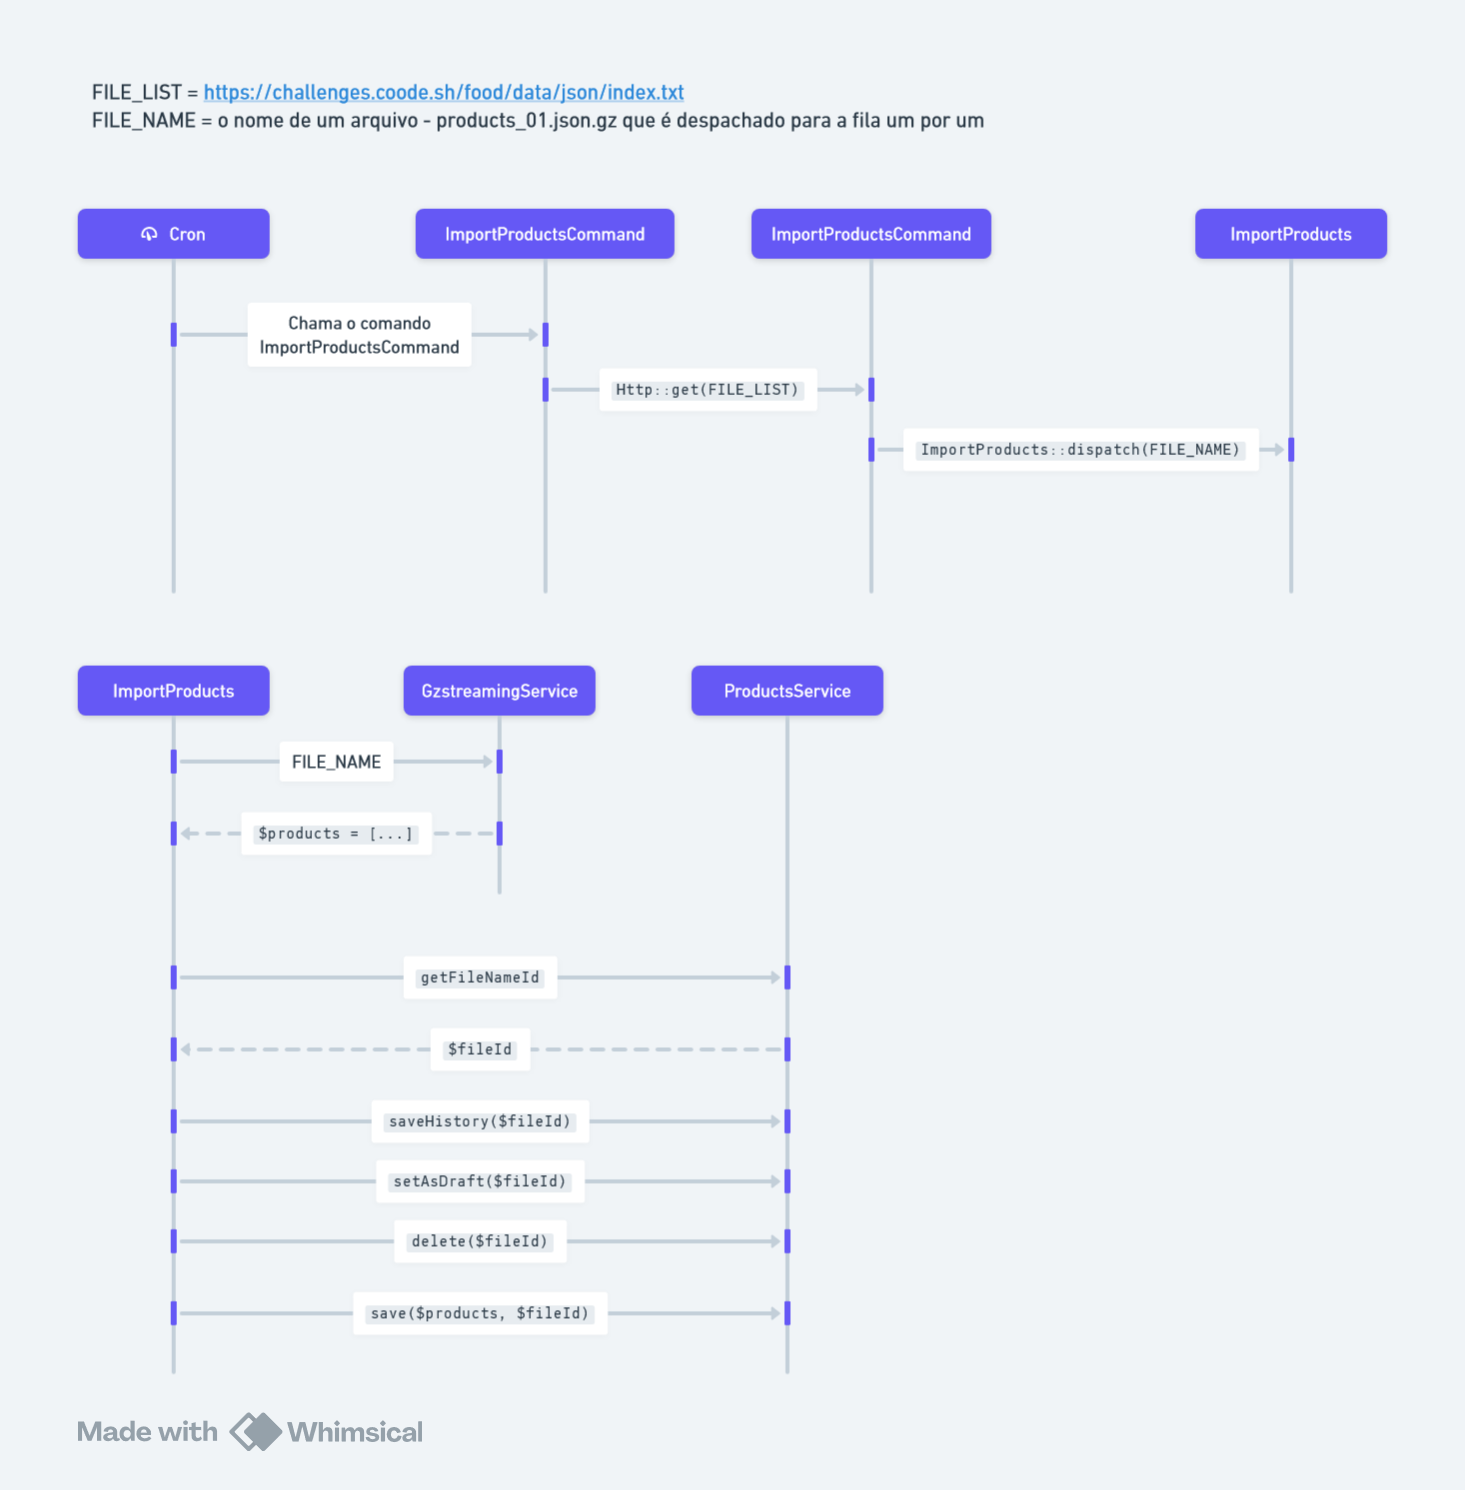 FILE_LIST = https://challenges.coode.sh/food/data/json/index.txt
FILE_NAME = o nome de um arquivo - products_01.json.gz que é despachado para a fila um por um
Cron
ImportProductsCommand
ImportProductsCommand
ImportProducts
Chama o comando
ImportProductsCommand
Http::get(FILE_LIST)
ImportProducts::dispatch(FILE_NAME)
ImportProducts
GzstreamingService
ProductsService
FILE_NAME
$products = [...]
getFileNameId
$fileId
saveHistory($fileId)
setAsDraft($fileId)
delete($fileId)
save($products, $fileId)
Made with Whimsical